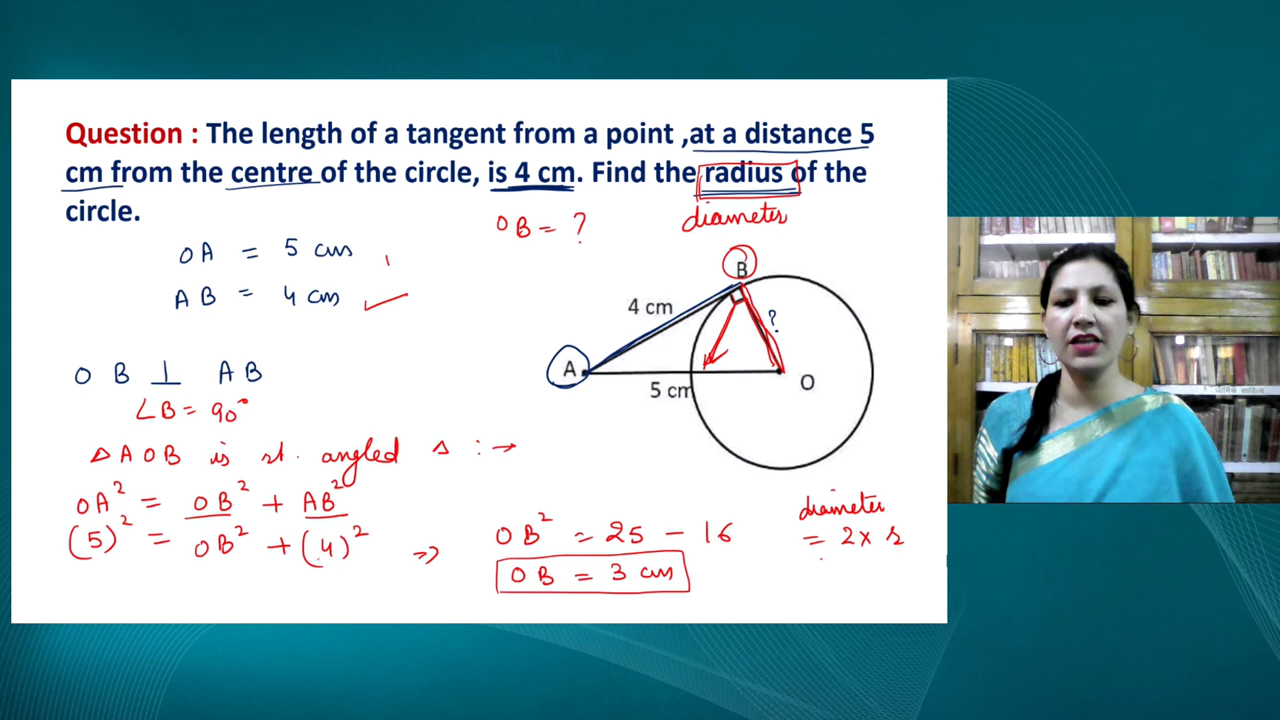 Question : The length of a tangent from a point ,at a distance 5
cm from the centre of the circle, is 4 cm. Find the radius of the
circle.
diameter
OB = ?
OA = 5 cm
AB = 4 cm
B
4 cm
?
A
5 cm
O
OB ⊥ AB
∠B = 90°
△AOB is rt. angled △ :→
OA² = OB² + AB²
(5)² = OB² + (4)² ⇒
OB² = 25 - 16
OB = 3 cm
diameter
= 2 × r